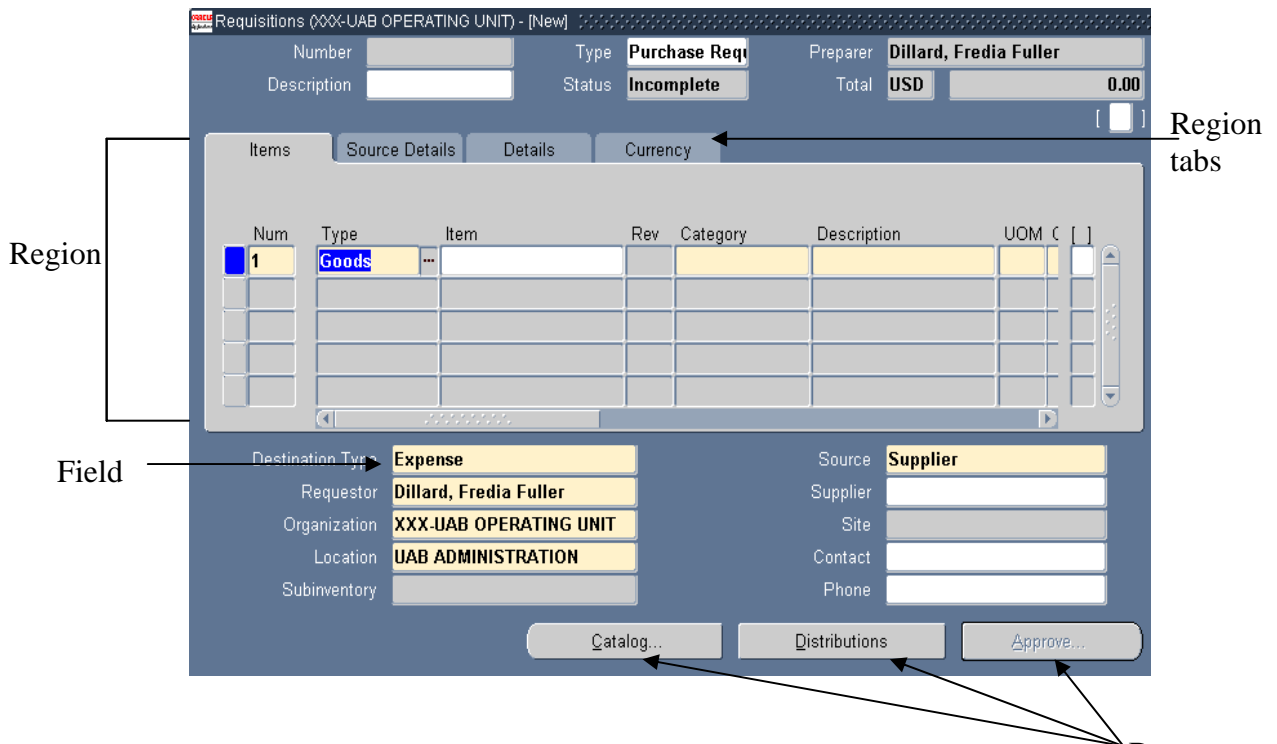 Requisitions (XXX-UAB OPERATING UNIT) - [New]
Number Type Purchase Requ Preparer Dillard, Fredia Fuller
Description Status Incomplete Total USD 0.00
[ ]
Region tabs
Items Source Details Details Currency
Num Type Item Rev Category Description UOM [ ]
1 Goods ...
Region
Destination Type Expense Source Supplier
Field
Requestor Dillard, Fredia Fuller Supplier
Organization XXX-UAB OPERATING UNIT Site
Location UAB ADMINISTRATION Contact
Subinventory Phone
Catalog... Distributions Approve...